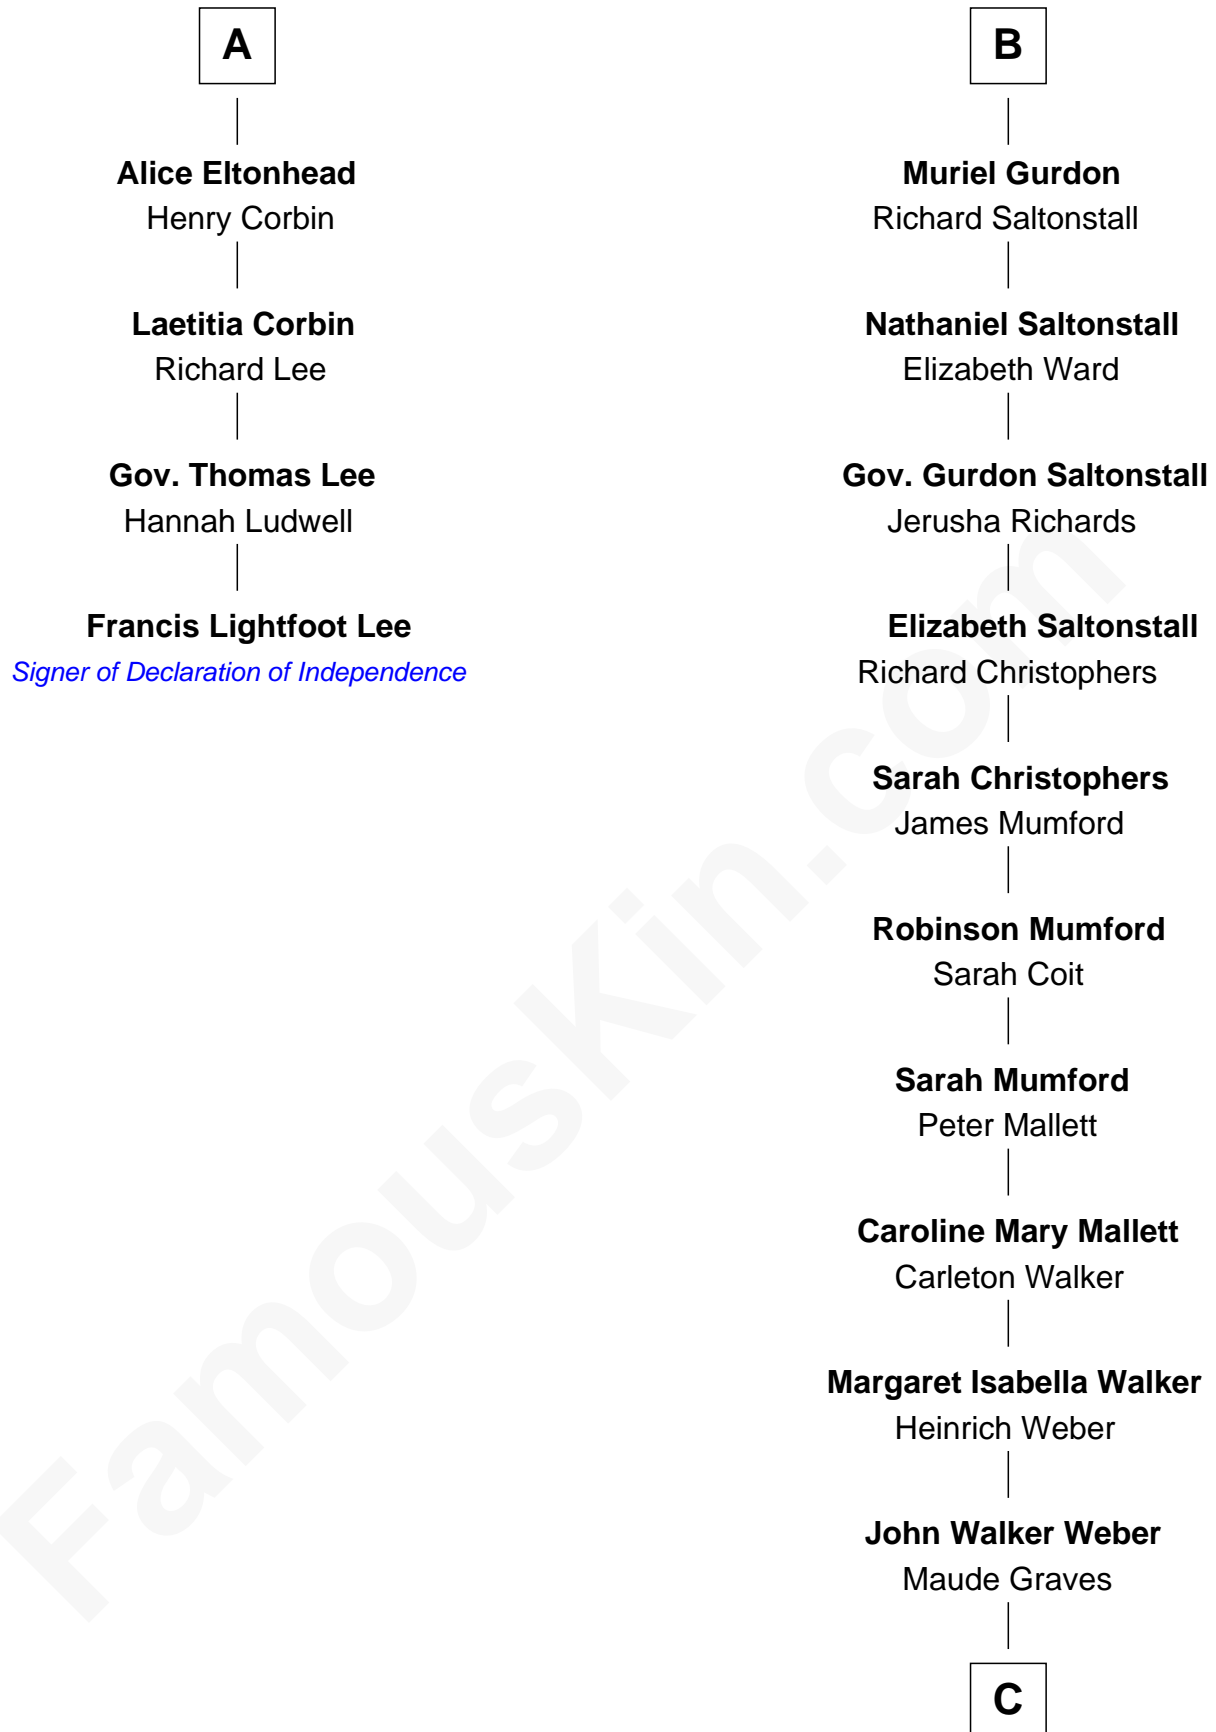 A
Alice Eltonhead
Henry Corbin
Laetitia Corbin
Richard Lee
Gov. Thomas Lee
Hannah Ludwell
Francis Lightfoot Lee
Signer of Declaration of Independence
B
Muriel Gurdon
Richard Saltonstall
Nathaniel Saltonstall
Elizabeth Ward
Gov. Gurdon Saltonstall
Jerusha Richards
Elizabeth Saltonstall
Richard Christophers
Sarah Christophers
James Mumford
Robinson Mumford
Sarah Coit
Sarah Mumford
Peter Mallett
Caroline Mary Mallett
Carleton Walker
Margaret Isabella Walker
Heinrich Weber
John Walker Weber
Maude Graves
C
FamousKin.com